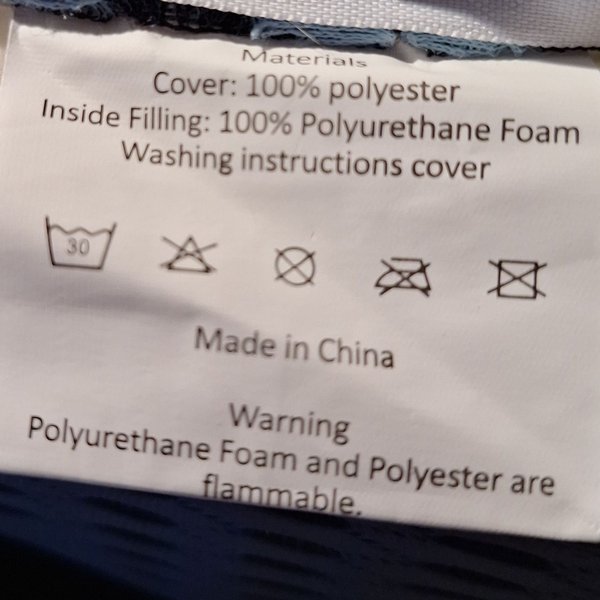 Materials
Cover: 100% polyester
Inside Filling: 100% Polyurethane Foam
Washing instructions cover
30
Made in China
Warning
Polyurethane Foam and Polyester are
flammable.